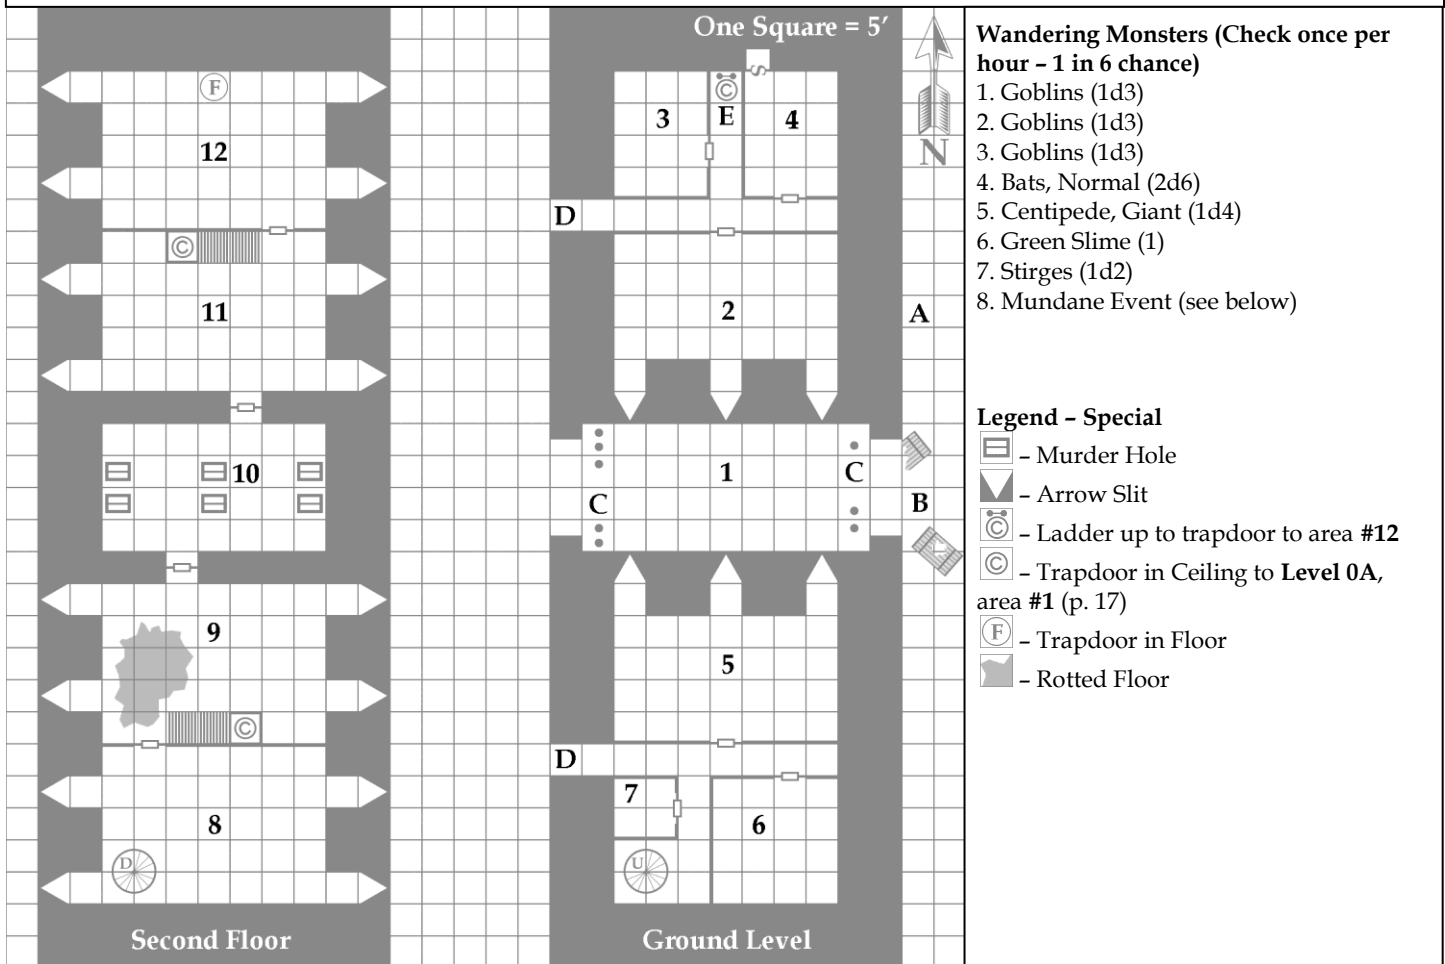 One Square = 5′
N
F
12
C
11
10
9
C
8
D
Second Floor
S
C
E
3
4
D
2
A
1
C
C
B
5
D
7
6
U
Ground Level
Wandering Monsters (Check once per
hour – 1 in 6 chance)
1. Goblins (1d3)
2. Goblins (1d3)
3. Goblins (1d3)
4. Bats, Normal (2d6)
5. Centipede, Giant (1d4)
6. Green Slime (1)
7. Stirges (1d2)
8. Mundane Event (see below)
Legend – Special
– Murder Hole
– Arrow Slit
C – Ladder up to trapdoor to area #12
C – Trapdoor in Ceiling to Level 0A,
area #1 (p. 17)
F – Trapdoor in Floor
– Rotted Floor